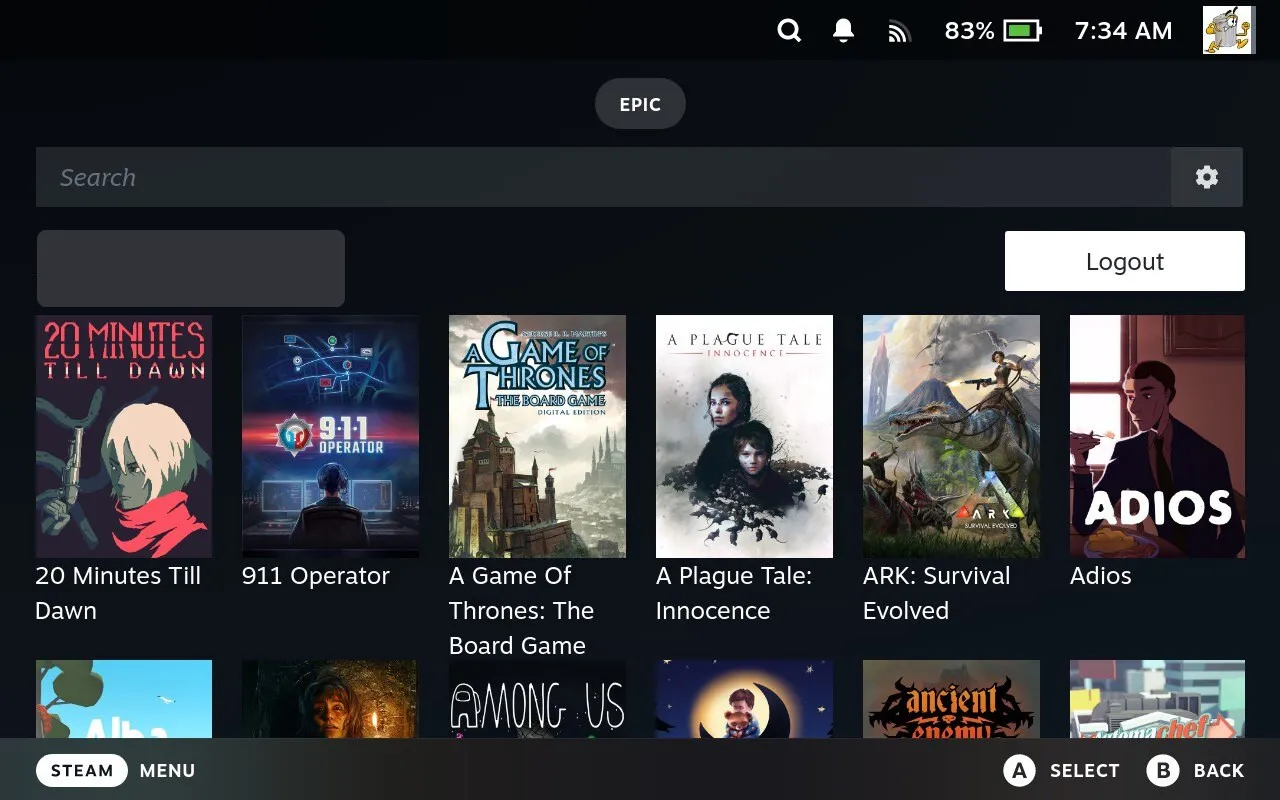 83%
7:34 AM
EPIC
Search
Logout
20 MINUTES
TILL DAWN
9-1-1
OPERATOR
GEORGE R. R. MARTIN'S
A GAME OF
THRONES
THE BOARD GAME
DIGITAL EDITION
A PLAGUE TALE
INNOCENCE
ARK
SURVIVAL EVOLVED
ADIOS
20 Minutes Till
Dawn
911 Operator
A Game Of
Thrones: The
Board Game
A Plague Tale:
Innocence
ARK: Survival
Evolved
Adios
Alba
AMONG US
ancient
enemy
Automachef
STEAM MENU
A SELECT B BACK